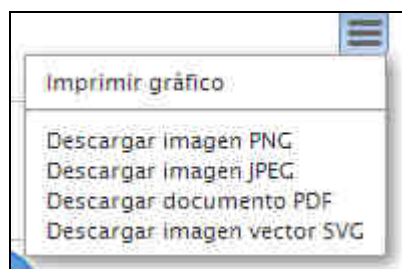 Imprimir gráfico
Descargar imagen PNG
Descargar imagen JPEG
Descargar documento PDF
Descargar imagen vector SVG